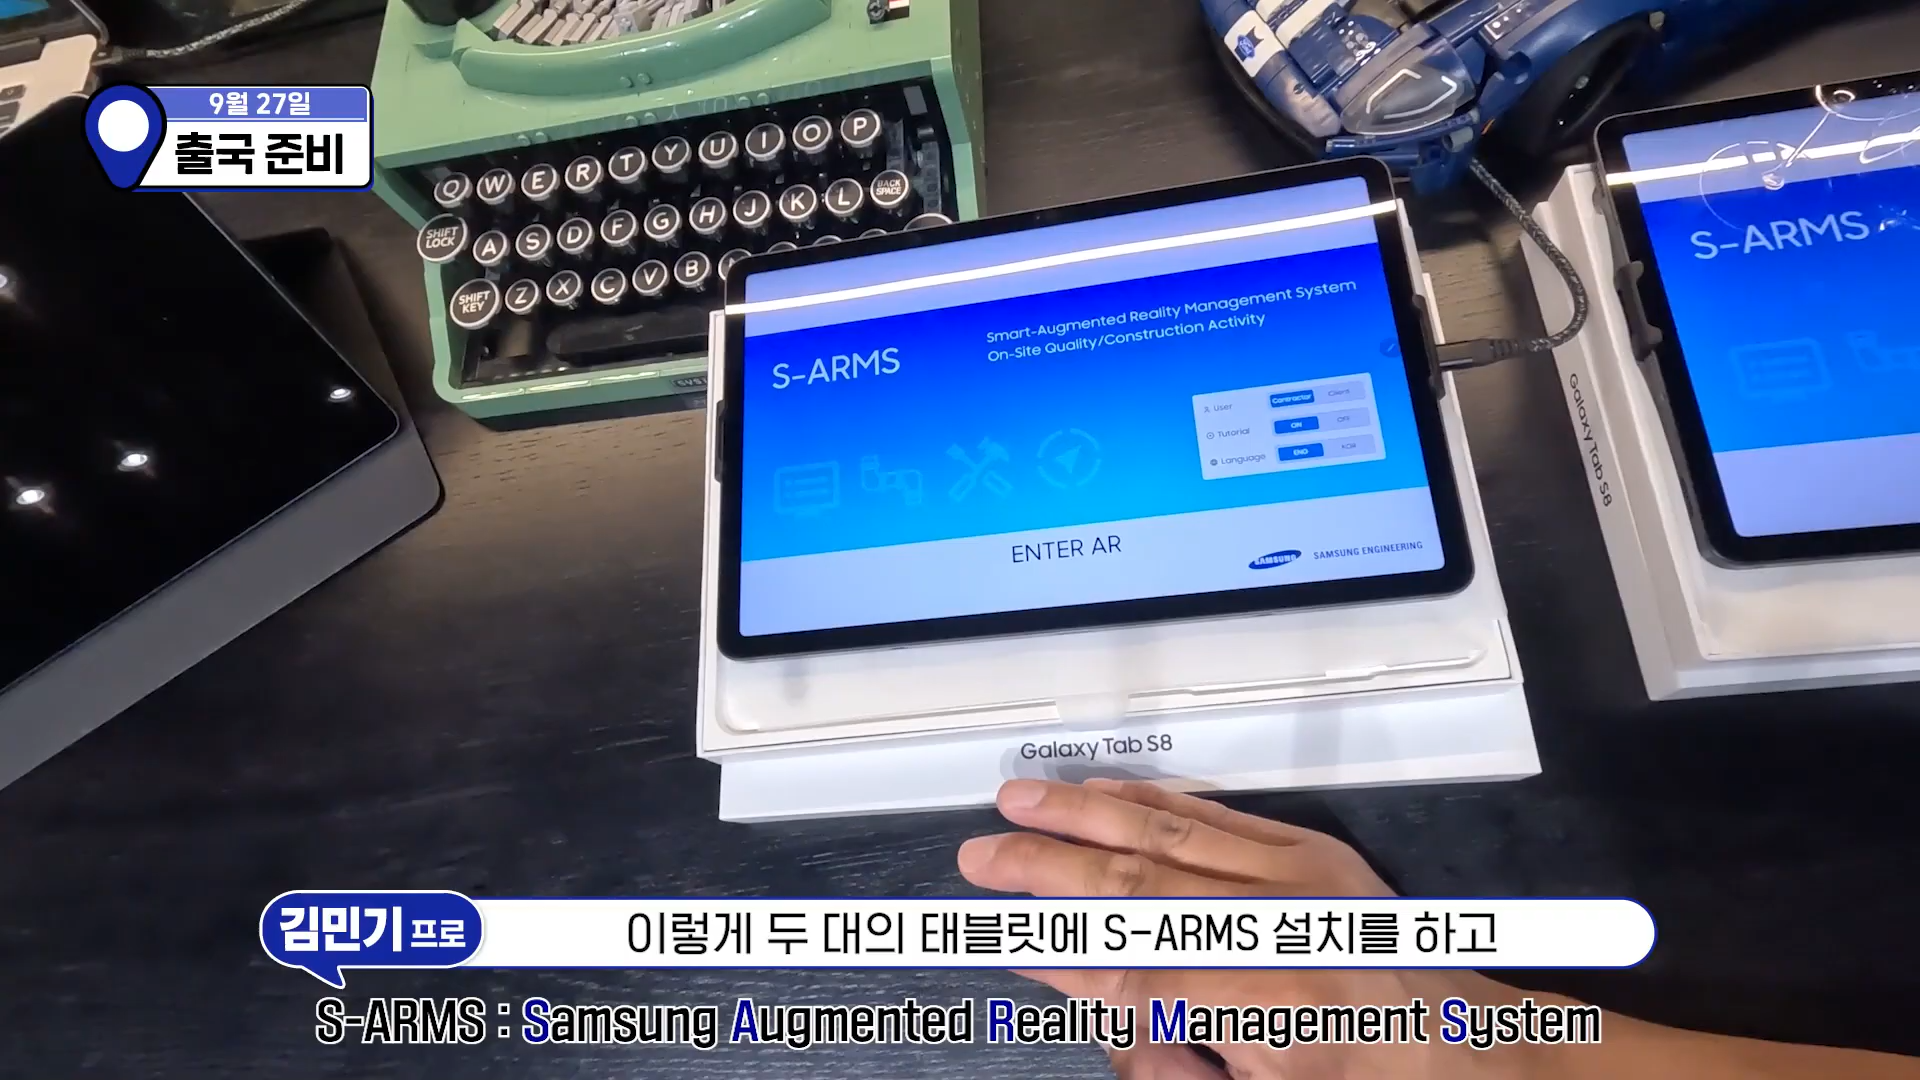 9월 27일
출국 준비
Q W E R T Y U I O P
SHIFT LOCK A S D F G H J K L BACK SPACE
SHIFT KEY Z X C V B
S-ARMS
Smart-Augmented Reality Management System
On-Site Quality/Construction Activity
User Contractor Client
Tutorial ON OFF
Language ENG KOR
ENTER AR
SAMSUNG SAMSUNG ENGINEERING
Galaxy Tab S8
S-ARMS
Galaxy Tab S8
김민기 프로
이렇게 두 대의 태블릿에 S-ARMS 설치를 하고
S-ARMS : Samsung Augmented Reality Management System